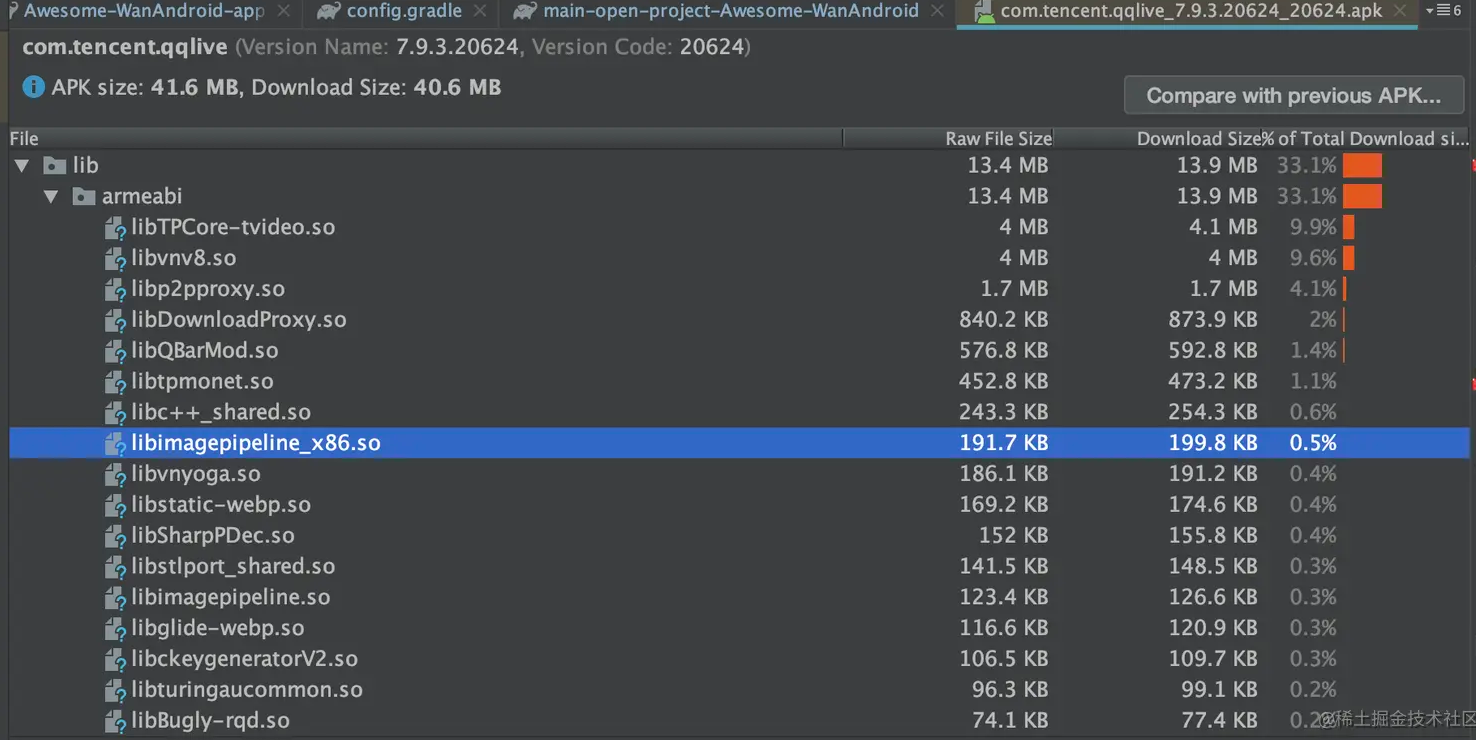 Awesome-WanAndroid-app config.gradle main-open-project-Awesome-WanAndroid com.tencent.qqlive_7.9.3.20624_20624.apk 6
com.tencent.qqlive (Version Name: 7.9.3.20624, Version Code: 20624)
APK size: 41.6 MB, Download Size: 40.6 MB
Compare with previous APK...
File Raw File Size Download Size % of Total Download si...
lib 13.4 MB 13.9 MB 33.1%
armeabi 13.4 MB 13.9 MB 33.1%
libTPCore-tvideo.so 4 MB 4.1 MB 9.9%
libvnv8.so 4 MB 4 MB 9.6%
libp2pproxy.so 1.7 MB 1.7 MB 4.1%
libDownloadProxy.so 840.2 KB 873.9 KB 2%
libQBarMod.so 576.8 KB 592.8 KB 1.4%
libtpmonet.so 452.8 KB 473.2 KB 1.1%
libc++_shared.so 243.3 KB 254.3 KB 0.6%
libimagepipeline_x86.so 191.7 KB 199.8 KB 0.5%
libvnyoga.so 186.1 KB 191.2 KB 0.4%
libstatic-webp.so 169.2 KB 174.6 KB 0.4%
libSharpPDec.so 152 KB 155.8 KB 0.4%
libstlport_shared.so 141.5 KB 148.5 KB 0.3%
libimagepipeline.so 123.4 KB 126.6 KB 0.3%
libglide-webp.so 116.6 KB 120.9 KB 0.3%
libckeygeneratorV2.so 106.5 KB 109.7 KB 0.3%
libturingaucommon.so 96.3 KB 99.1 KB 0.2%
libBugly-rqd.so 74.1 KB 77.4 KB 0.2%
@稀土掘金技术社区